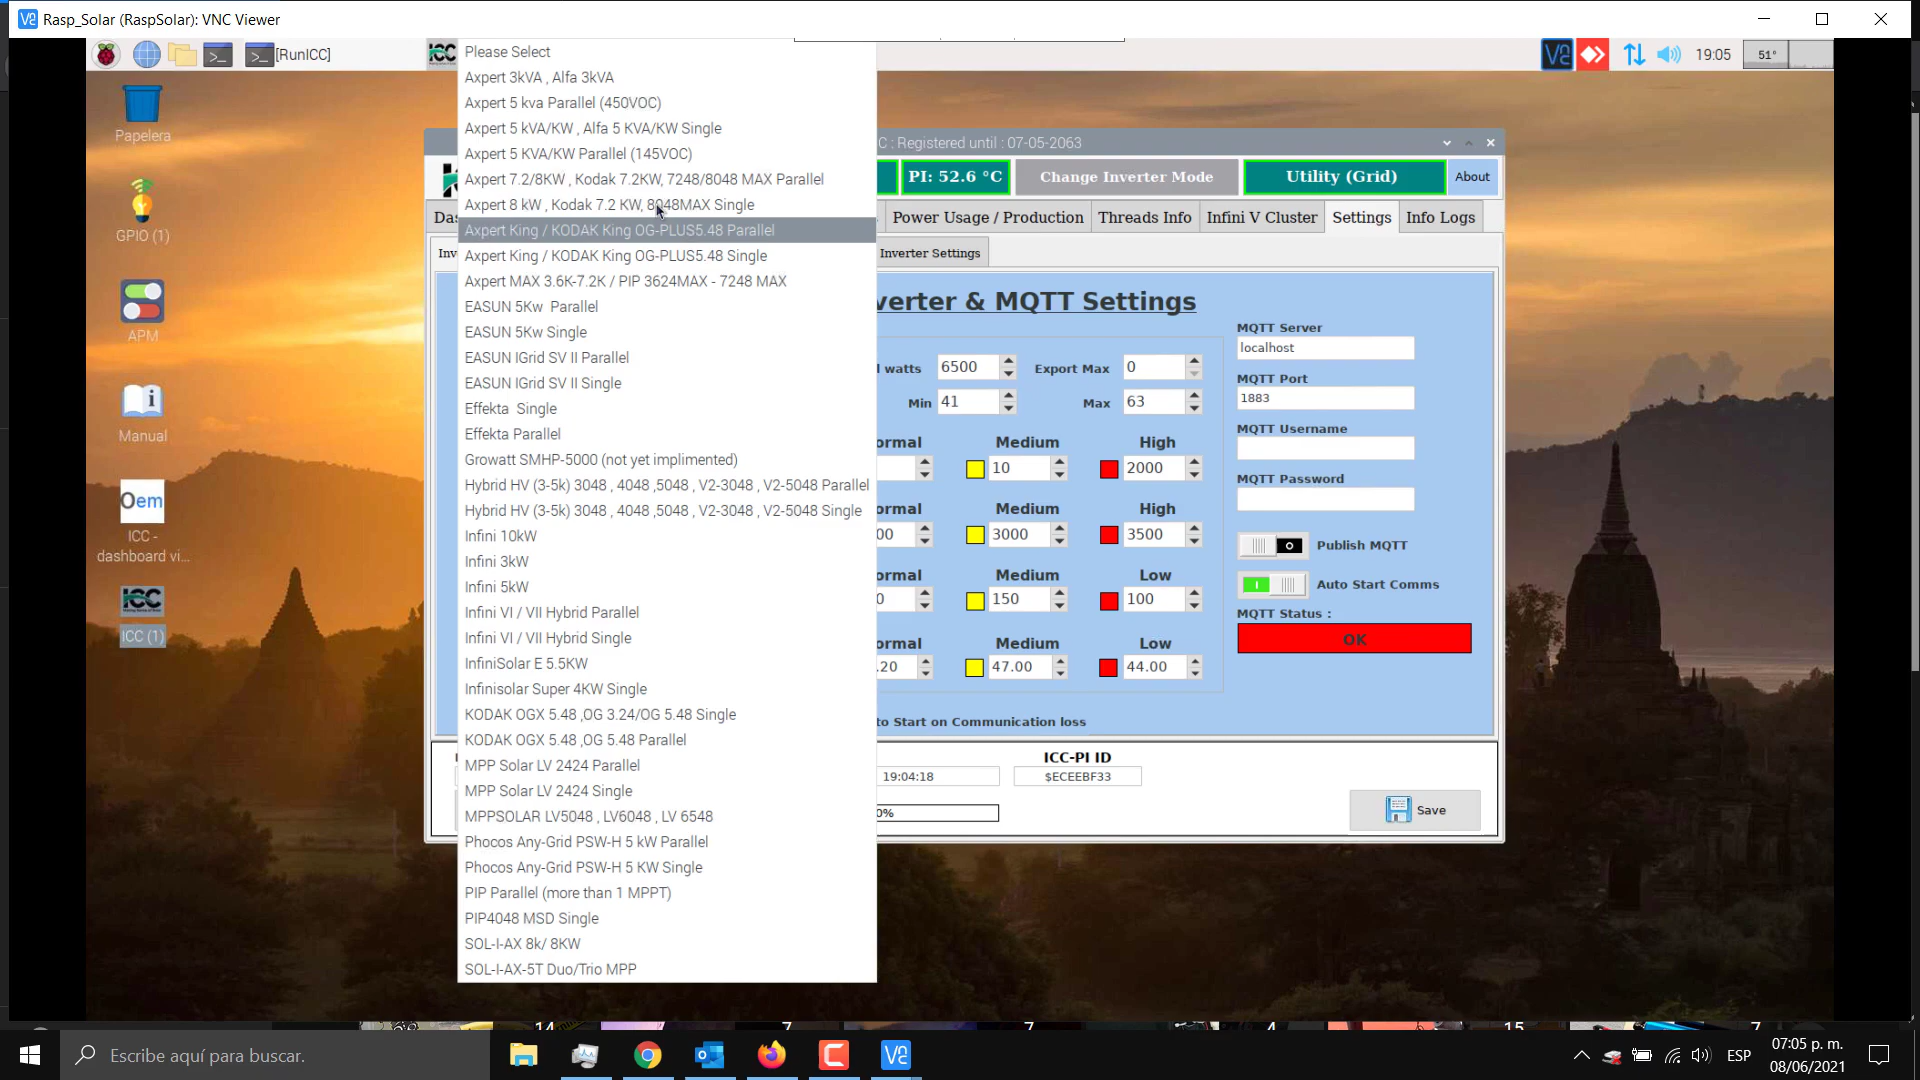 Rasp_Solar (RaspSolar): VNC Viewer
[RunICC]
ICC
19:05
51°
Papelera
GPIO (1)
APM
Manual
Oem
ICC -
dashboard vi...
ICC
ICC (1)
Please Select
Axpert 3kVA , Alfa 3kVA
Axpert 5 kva Parallel (450VOC)
Axpert 5 kVA/KW , Alfa 5 KVA/KW Single
Axpert 5 KVA/KW Parallel (145VOC)
Axpert 7.2/8KW , Kodak 7.2KW, 7248/8048 MAX Parallel
Axpert 8 kW , Kodak 7.2 KW, 8048MAX Single
Axpert King / KODAK King OG-PLUS5.48 Parallel
Axpert King / KODAK King OG-PLUS5.48 Single
Axpert MAX 3.6K-7.2K / PIP 3624MAX - 7248 MAX
EASUN 5Kw  Parallel
EASUN 5Kw Single
EASUN IGrid SV II Parallel
EASUN IGrid SV II Single
Effekta  Single
Effekta Parallel
Growatt SMHP-5000 (not yet implimented)
Hybrid HV (3-5k) 3048 , 4048 ,5048 , V2-3048 , V2-5048 Parallel
Hybrid HV (3-5k) 3048 , 4048 ,5048 , V2-3048 , V2-5048 Single
Infini 10kW
Infini 3kW
Infini 5kW
Infini VI / VII Hybrid Parallel
Infini VI / VII Hybrid Single
InfiniSolar E 5.5KW
Infinisolar Super 4KW Single
KODAK OGX 5.48 ,OG 3.24/OG 5.48 Single
KODAK OGX 5.48 ,OG 5.48 Parallel
MPP Solar LV 2424 Parallel
MPP Solar LV 2424 Single
MPPSOLAR LV5048 , LV6048 , LV 6548
Phocos Any-Grid PSW-H 5 kW Parallel
Phocos Any-Grid PSW-H 5 KW Single
PIP Parallel (more than 1 MPPT)
PIP4048 MSD Single
SOL-I-AX 8k/ 8KW
SOL-I-AX-5T Duo/Trio MPP
C : Registered until : 07-05-2063
PI: 52.6 °C
Change Inverter Mode
Utility (Grid)
About
Da
Power Usage / Production
Threads Info
Infini V Cluster
Settings
Info Logs
Inv
Inverter Settings
verter & MQTT Settings
l watts 6500 Export Max 0
Min 41 Max 63
ormal Medium High
10 2000
ormal Medium High
00 3000 3500
ormal Medium Low
0 150 100
ormal Medium Low
.20 47.00 44.00
to Start on Communication loss
MQTT Server
localhost
MQTT Port
1883
MQTT Username
MQTT Password
Publish MQTT
Auto Start Comms
MQTT Status :
OK
ICC-PI ID
19:04:18
$ECEEBF33
0%
Save
14
7
7
4
15
7
Escribe aquí para buscar.
ESP
07:05 p. m.
08/06/2021